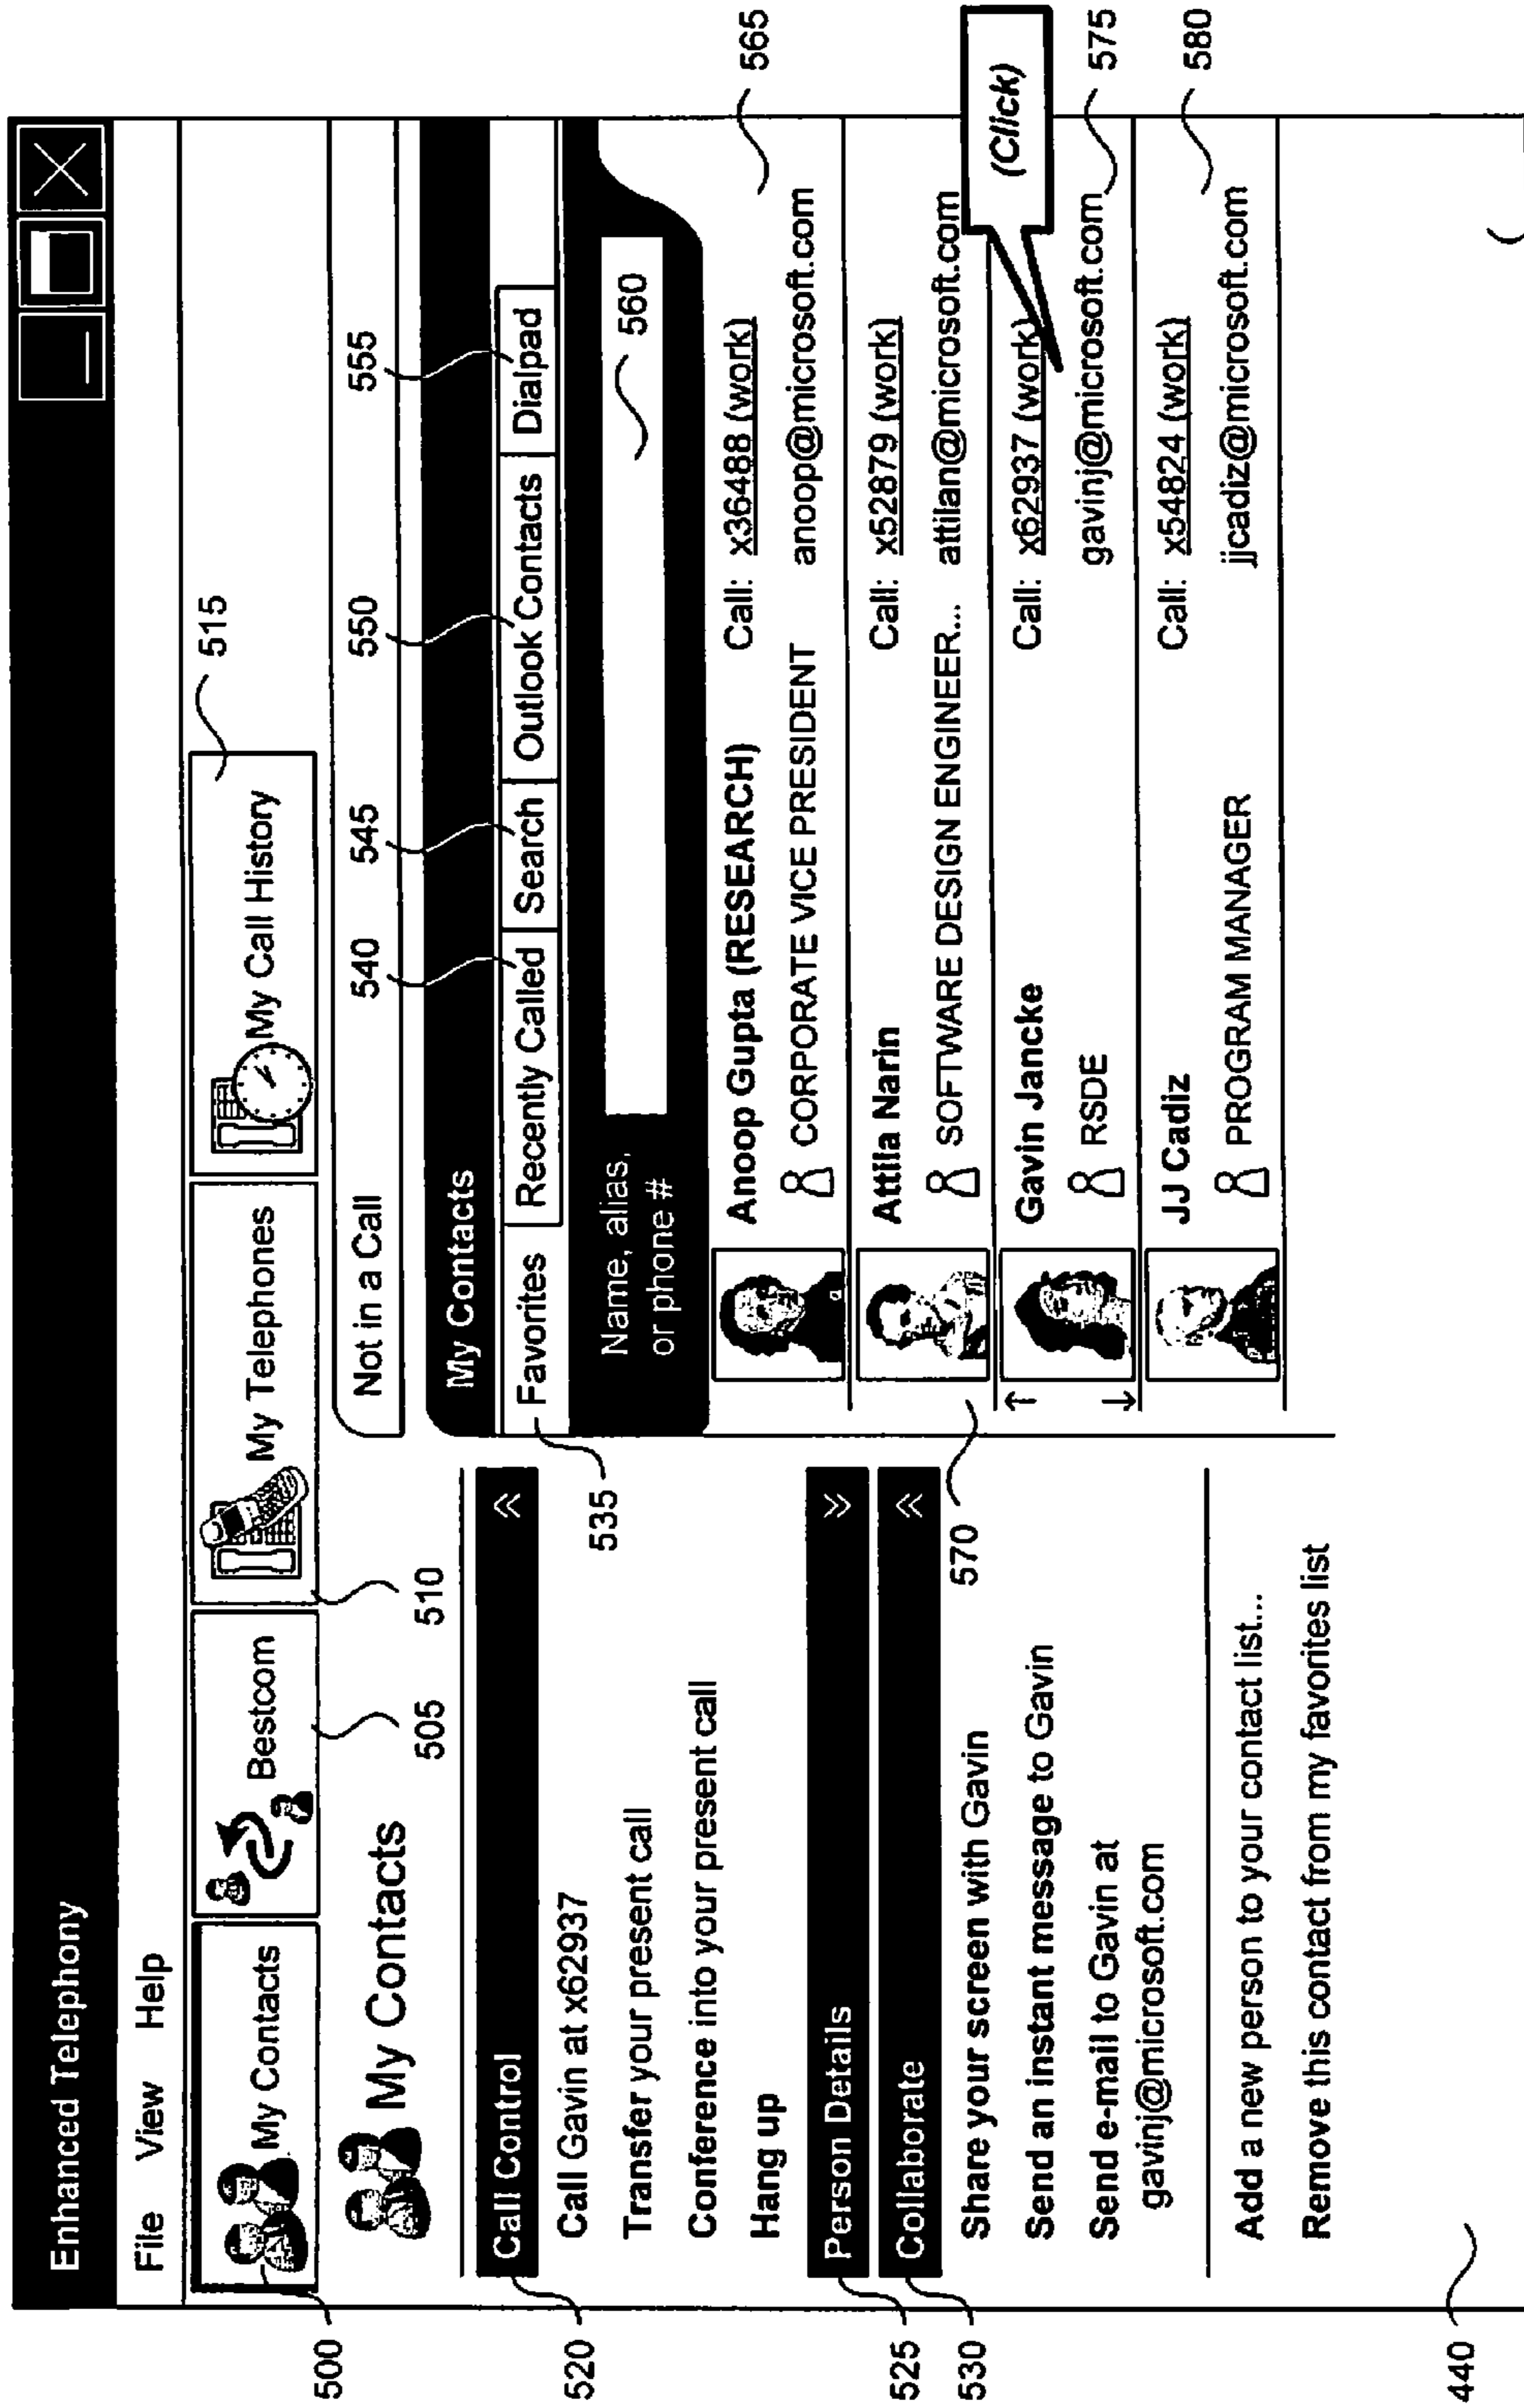 Enhanced Telephony
File View Help
My Contacts
Bestcom
My Telephones
My Call History
515
500
505
510
My Contacts
Not in a Call
540
545
550
555
520
Call Control
Call Gavin at x62937
Transfer your present call
Conference into your present call
Hang up
525
Person Details
530
Collaborate
Share your screen with Gavin
Send an instant message to Gavin
Send e-mail to Gavin at
gavinj@microsoft.com
Add a new person to your contact list...
Remove this contact from my favorites list
440
My Contacts
Favorites
Recently Called
Search
Outlook Contacts
Dialpad
535
Name, alias,
or phone #
560
Anoop Gupta (RESEARCH) Call: x36488 (work)
565
CORPORATE VICE PRESIDENT anoop@microsoft.com
Attila Narin Call: x52879 (work)
570
SOFTWARE DESIGN ENGINEER... attilan@microsoft.com
(Click)
Gavin Jancke Call: x62937 (work)
RSDE gavinj@microsoft.com
575
JJ Cadiz Call: x54824 (work)
580
PROGRAM MANAGER jjcadiz@microsoft.com